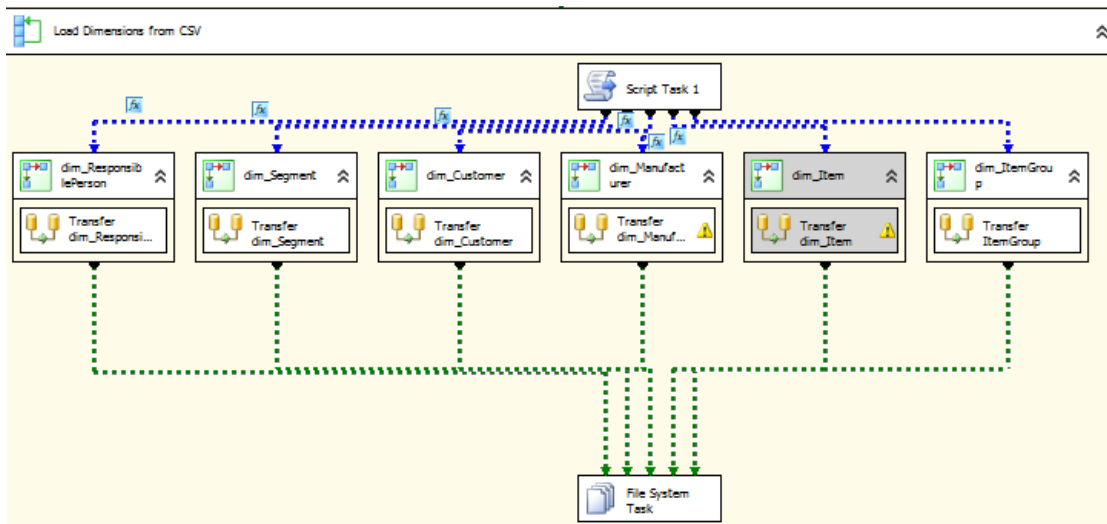 Load Dimensions from CSV
Script Task 1
fx
fx
fx
fx
fx
fx
dim_Responsib
lePerson
dim_Segment
dim_Customer
dim_Manufact
urer
dim_Item
dim_ItemGrou
p
Transfer
dim_Responsi...
Transfer
dim_Segment
Transfer
dim_Customer
Transfer
dim_Manuf...
Transfer
dim_Item
Transfer
ItemGroup
File System
Task